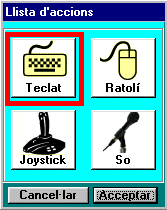 Llista d'accions
Teclat
Ratolí
Joystick
So
Cancel·lar
Acceptar